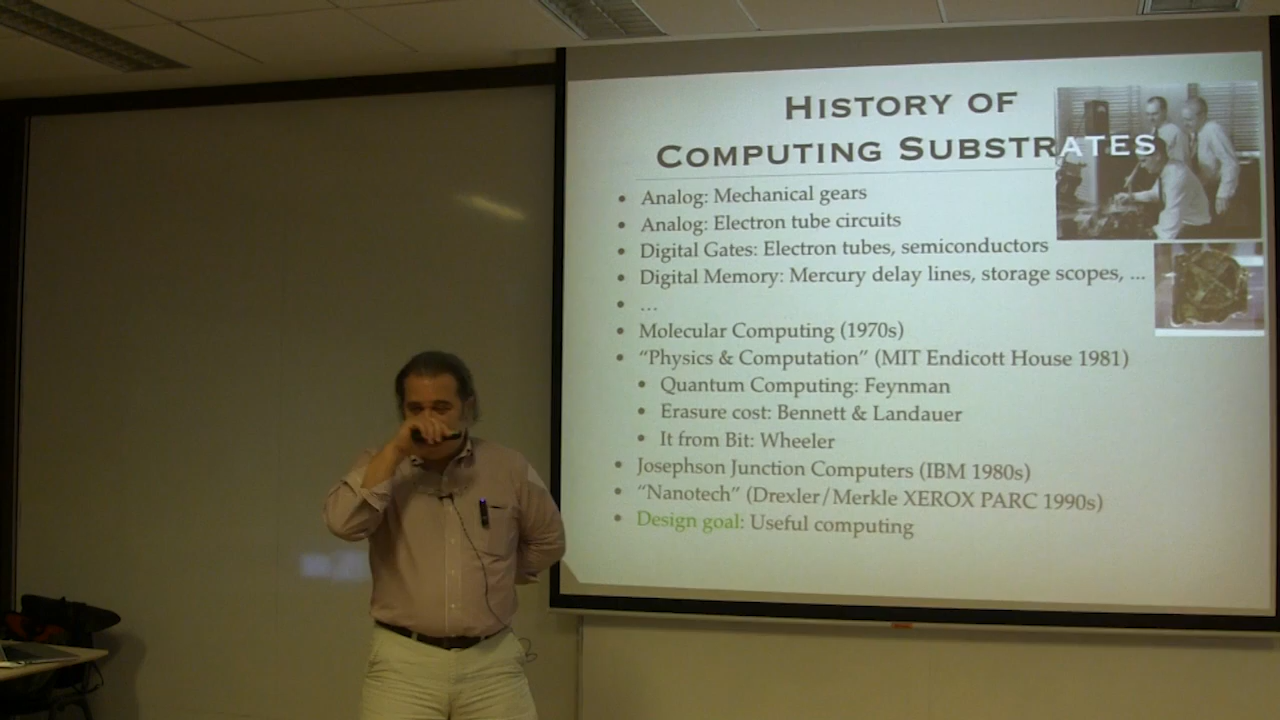 HISTORY OF
COMPUTING SUBSTRATES
• Analog: Mechanical gears
• Analog: Electron tube circuits
• Digital Gates: Electron tubes, semiconductors
• Digital Memory: Mercury delay lines, storage scopes, ...
• ...
• Molecular Computing (1970s)
• “Physics & Computation” (MIT Endicott House 1981)
• Quantum Computing: Feynman
• Erasure cost: Bennett & Landauer
• It from Bit: Wheeler
• Josephson Junction Computers (IBM 1980s)
• “Nanotech” (Drexler/Merkle XEROX PARC 1990s)
• Design goal: Useful computing